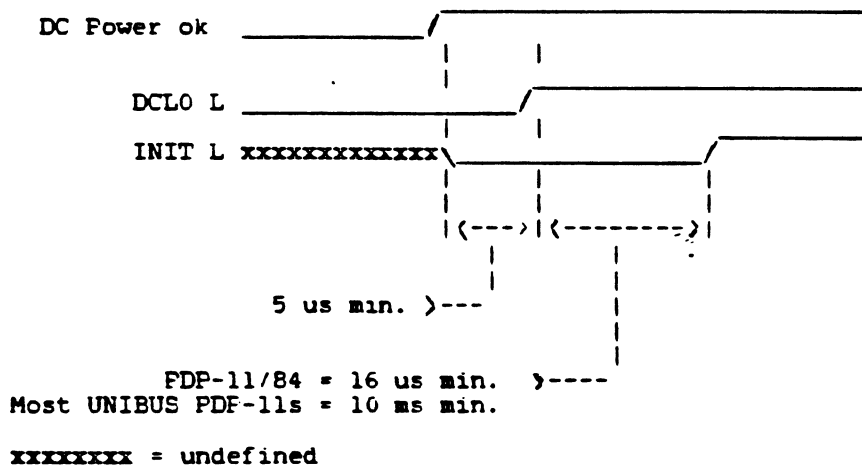 DC Power ok
DCLO L
INIT L xxxxxxxxxxxxx
5 us min.
PDP-11/84 = 16 us min.
Most UNIBUS PDP-11s = 10 ms min.
xxxxxxxx = undefined